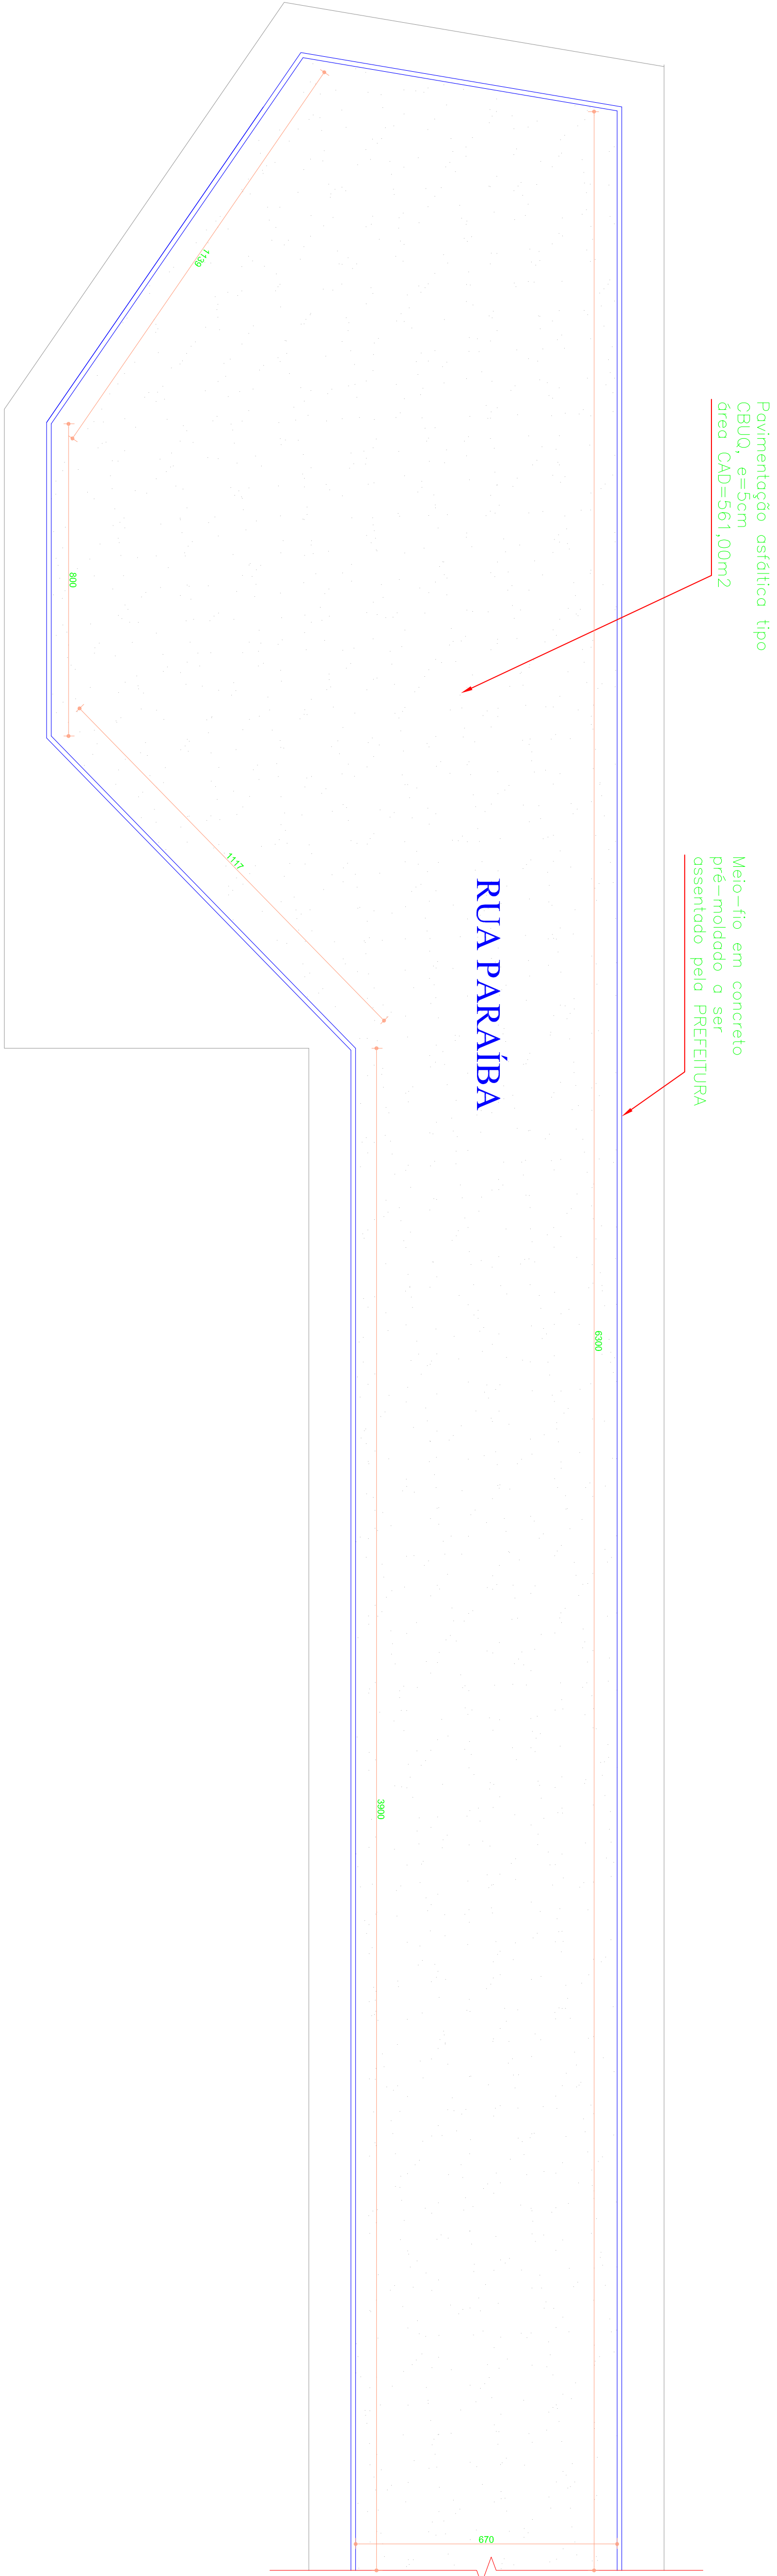 Pavimentação asfáltica tipo
CBUQ, e=5cm
área CAD=561,00m2
Meio-fio em concreto
pré-moldado a ser
assentado pela PREFEITURA
RUA PARAÍBA
1139
800
1117
6300
3900
670